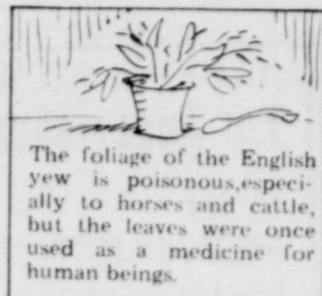 The foliage of the English
yew is poisonous,especi-
ally to horses and cattle,
but the leaves were once
used as a medicine for
human beings.